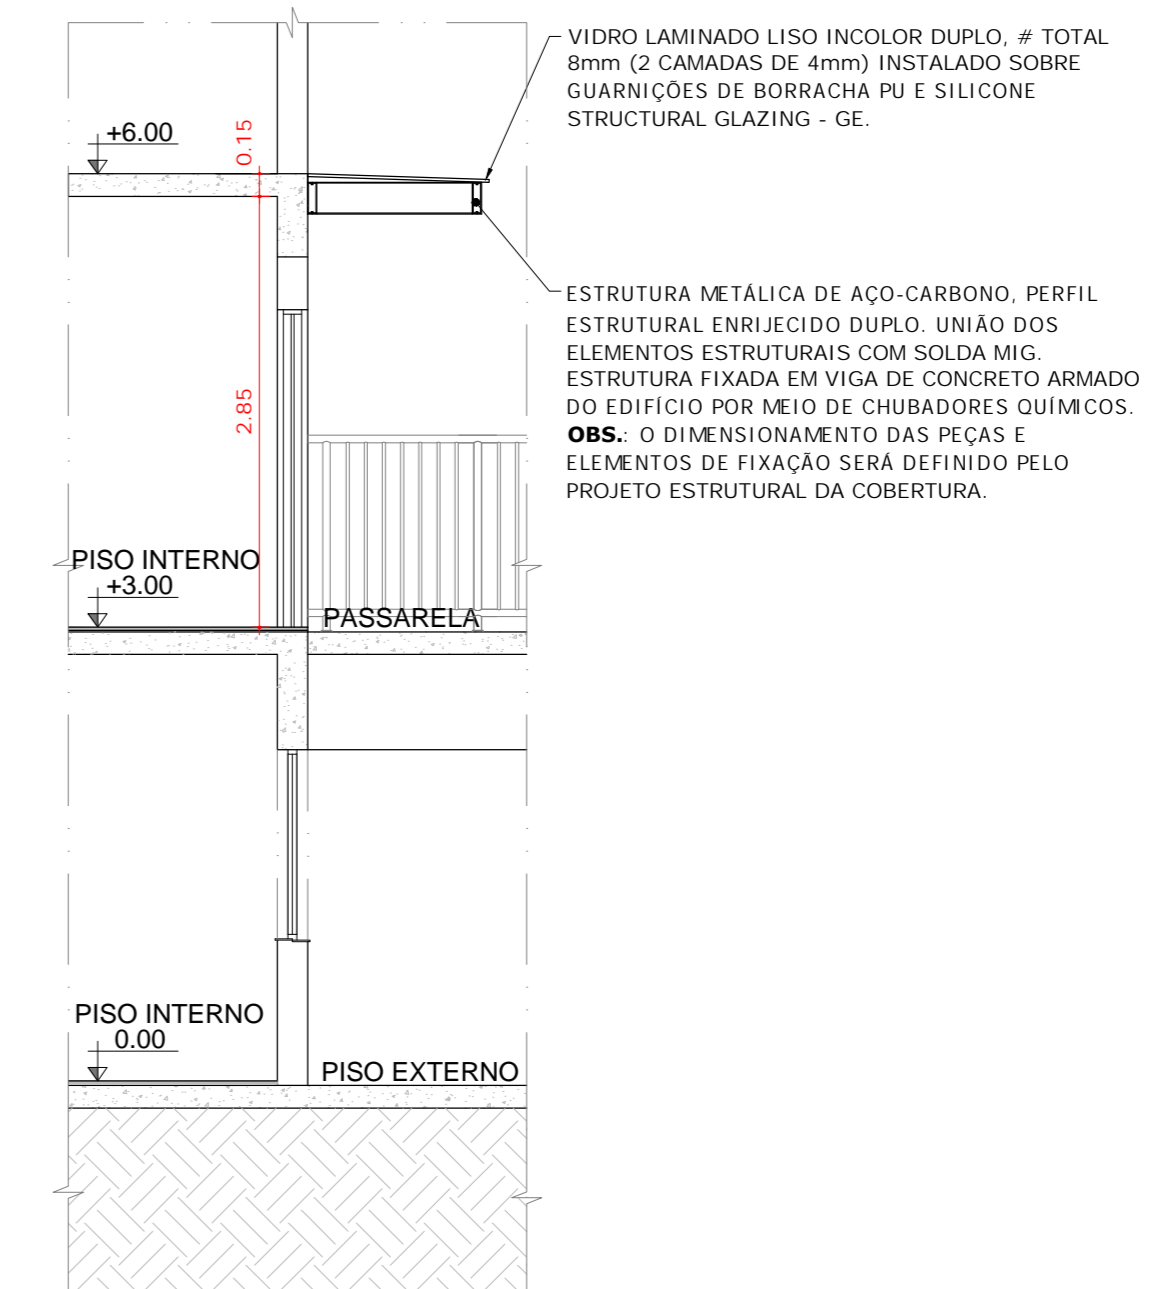 VIDRO LAMINADO LISO INCOLOR DUPLO, # TOTAL
8mm (2 CAMADAS DE 4mm) INSTALADO SOBRE
GUARNIÇÕES DE BORRACHA PU E SILICONE
STRUCTURAL GLAZING - GE.
+6.00
0.15
ESTRUTURA METÁLICA DE AÇO-CARBONO, PERFIL
ESTRUTURAL ENRIJECIDO DUPLO. UNIÃO DOS
ELEMENTOS ESTRUTURAIS COM SOLDA MIG.
ESTRUTURA FIXADA EM VIGA DE CONCRETO ARMADO
DO EDIFÍCIO POR MEIO DE CHUBADORES QUÍMICOS.
OBS.: O DIMENSIONAMENTO DAS PEÇAS E
ELEMENTOS DE FIXAÇÃO SERÁ DEFINIDO PELO
PROJETO ESTRUTURAL DA COBERTURA.
2.85
PISO INTERNO
+3.00
PASSARELA
PISO INTERNO
0.00
PISO EXTERNO